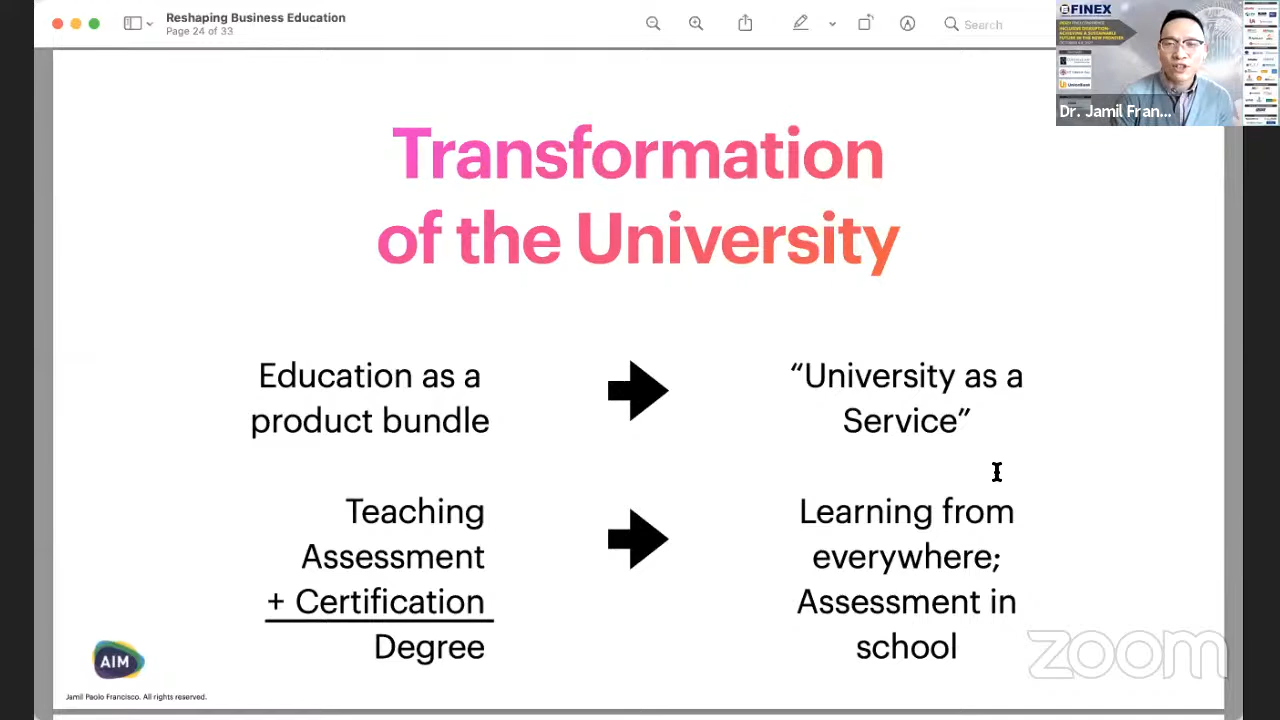 Reshaping Business Education
Page 24 of 33
Search
FINEX
Dr. Jamil Fran...
Transformation
of the University
Education as a
product bundle
“University as a
Service”
Teaching
Assessment
+ Certification
Degree
Learning from
everywhere;
Assessment in
school
AIM
Jamil Paolo Francisco. All rights reserved.
zoom